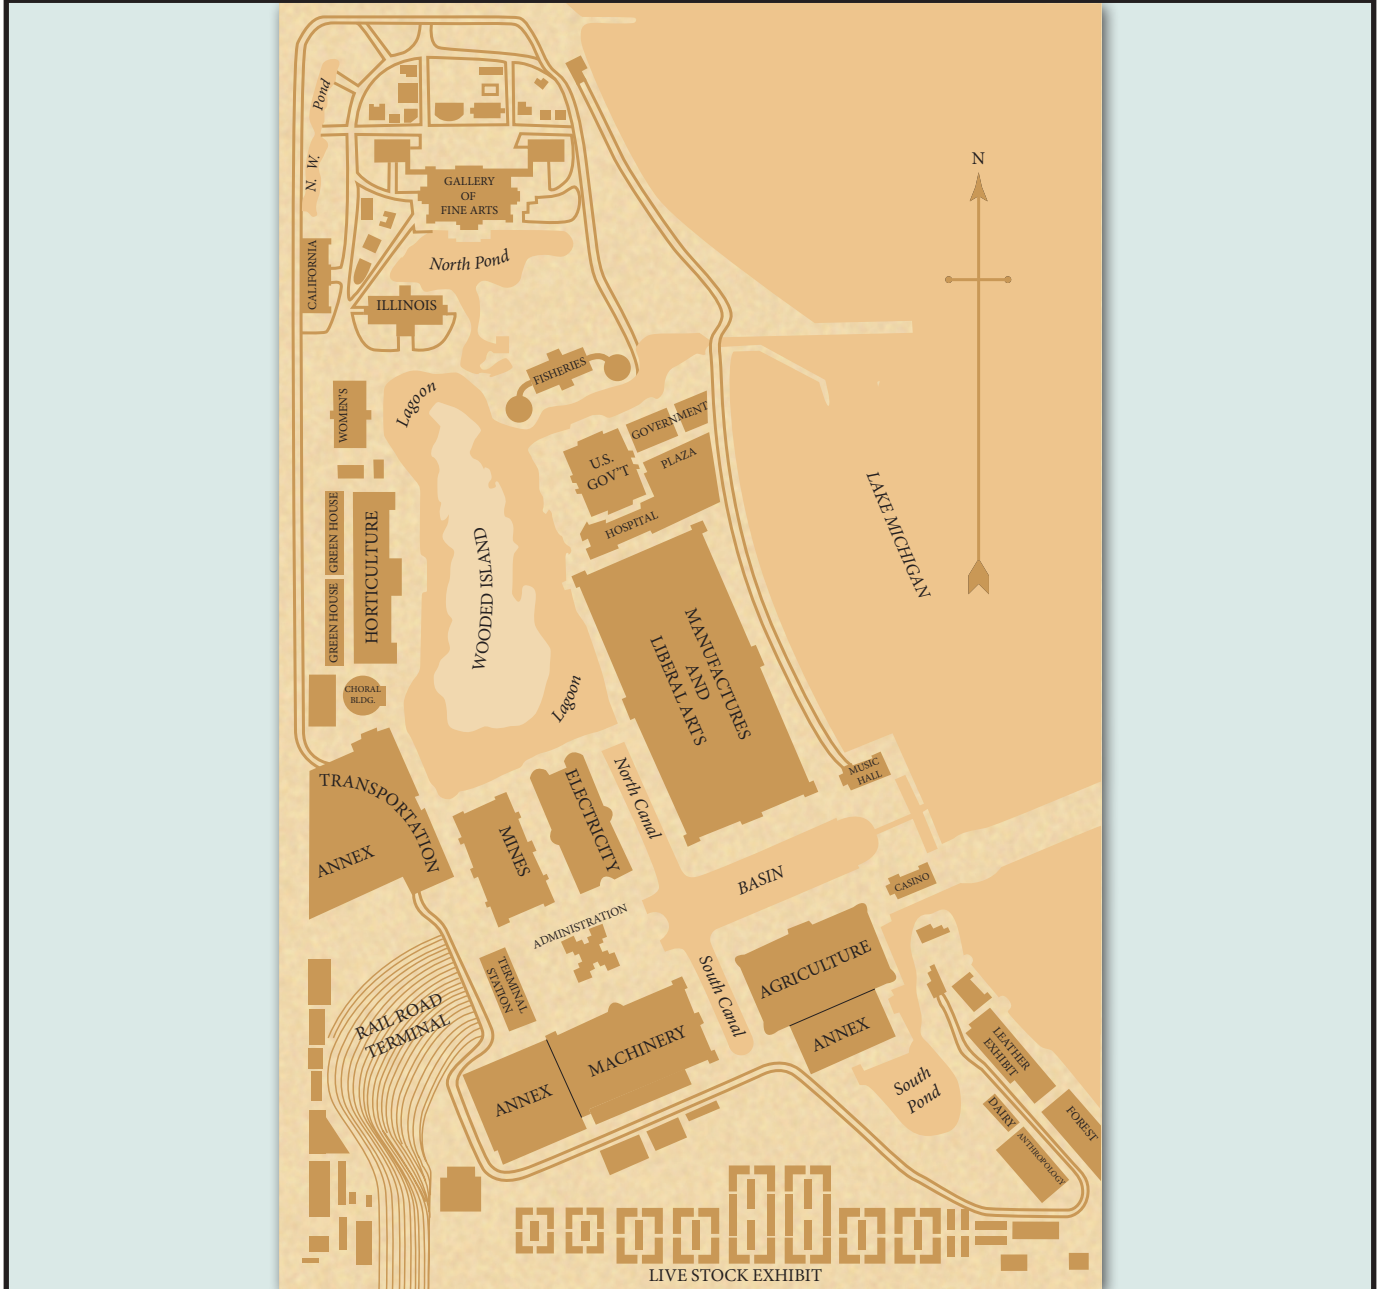 N. W. Pond
N
GALLERY
OF
FINE ARTS
CALIFORNIA
North Pond
ILLINOIS
FISHERIES
WOMEN'S
Lagoon
GOVERNMENT
PLAZA
U.S.
GOV'T
HOSPITAL
LAKE MICHIGAN
GREEN HOUSE
HORTICULTURE
WOODED ISLAND
GREEN HOUSE
MANUFACTURES
AND
LIBERAL ARTS
CHORAL
BLDG.
Lagoon
TRANSPORTATION
ANNEX
MINES
ELECTRICITY
North Canal
MUSIC
HALL
BASIN
CASINO
ADMINISTRATION
TERMINAL
STATION
South Canal
AGRICULTURE
ANNEX
RAIL ROAD
TERMINAL
MACHINERY
ANNEX
LEATHER
EXHIBIT
South
Pond
DAIRY
FOREST
ANTHROPOLOGY
LIVE STOCK EXHIBIT